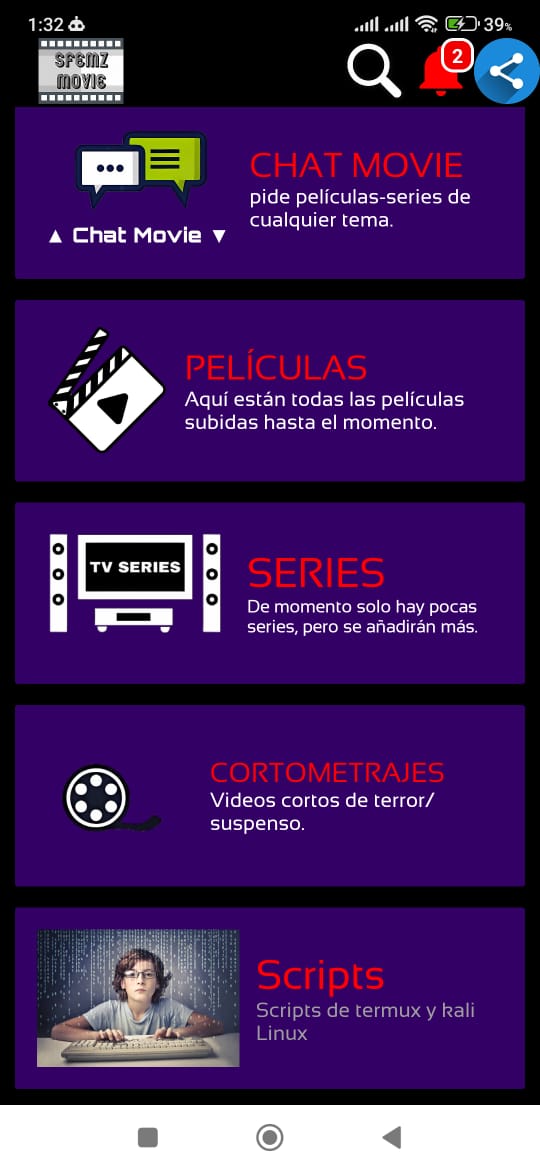 1:32
39%
SFGMZ
MOVIE
2
CHAT MOVIE
pide películas-series de
cualquier tema.
▲ Chat Movie ▼
PELÍCULAS
Aquí están todas las películas
subidas hasta el momento.
TV SERIES
SERIES
De momento solo hay pocas
series, pero se añadirán más.
CORTOMETRAJES
Videos cortos de terror/
suspenso.
Scripts
Scripts de termux y kali
Linux